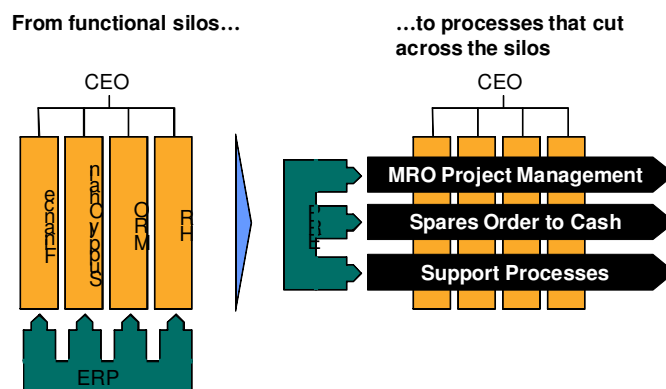 From functional silos…
…to processes that cut
across the silos
CEO
Finance
MRO
HR
ERP
CEO
MRO Project Management
Spares Order to Cash
Support Processes